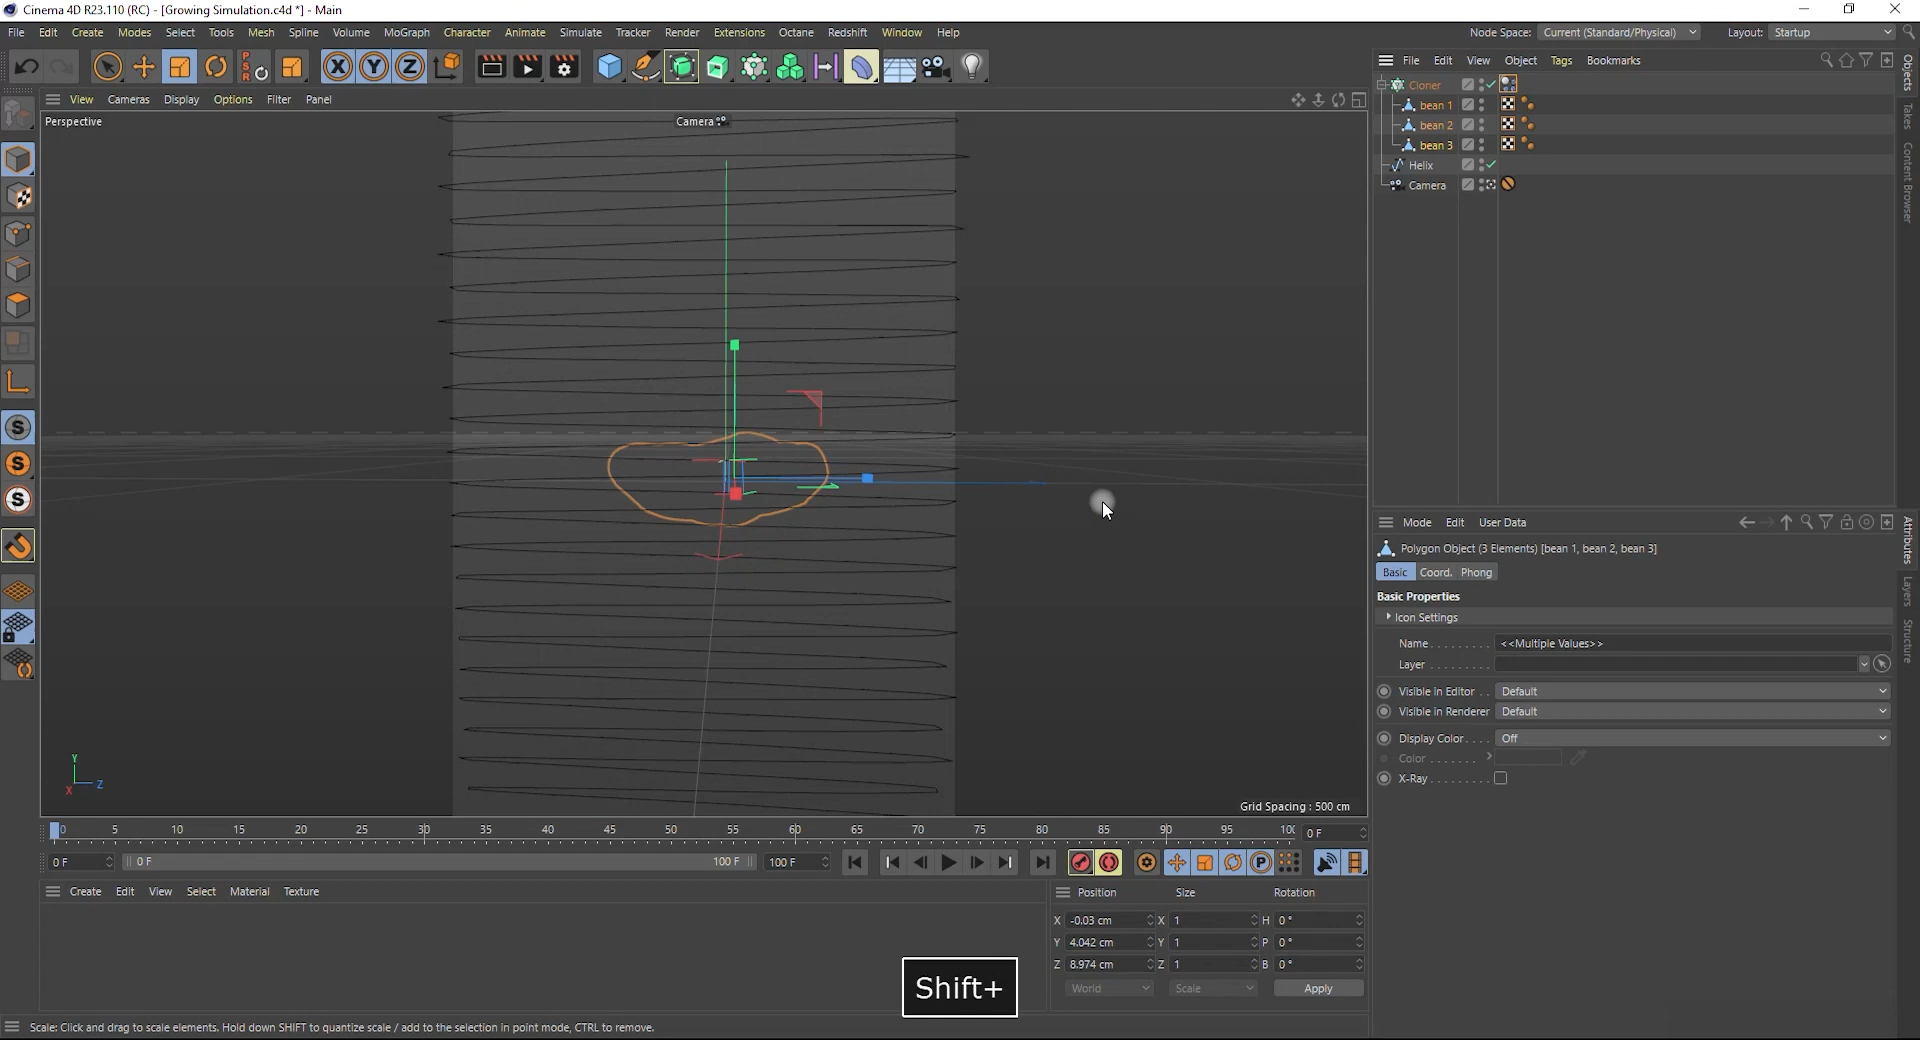 Cinema 4D R23.110 (RC) - [Growing Simulation.c4d *] - Main
File Edit Create Modes Select Tools Mesh Spline Volume MoGraph Character Animate Simulate Tracker Render Extensions Octane Redshift Window Help
Node Space: Current (Standard/Physical) Layout: Startup
File Edit View Object Tags Bookmarks
View Cameras Display Options Filter Panel
Perspective
Camera
Cloner
bean 1
bean 2
bean 3
Helix
Camera
Objects
Takes
Content Browser
Mode Edit User Data
Polygon Object (3 Elements) [bean 1, bean 2, bean 3]
Basic Coord. Phong
Basic Properties
Icon Settings
Name <<Multiple Values>>
Layer
Visible in Editor Default
Visible in Renderer Default
Display Color Off
Color
X-Ray
Attributes
Layers
Structure
Y
Z
X
Grid Spacing : 500 cm
0 5 10 15 20 25 30 35 40 45 50 55 60 65 70 75 80 85 90 95 100 0 F
0 F 0 F 100 F 100 F
Create Edit View Select Material Texture
Position Size Rotation
X -0.03 cm X 1 H 0°
Y 4.042 cm Y 1 P 0°
Z 8.974 cm Z 1 B 0°
World Scale Apply
Shift+
Scale: Click and drag to scale elements. Hold down SHIFT to quantize scale / add to the selection in point mode, CTRL to remove.